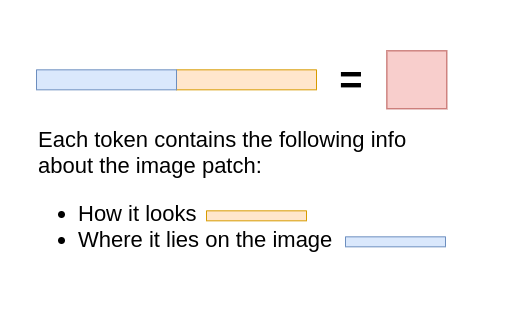 =
Each token contains the following info
about the image patch:
• How it looks
• Where it lies on the image